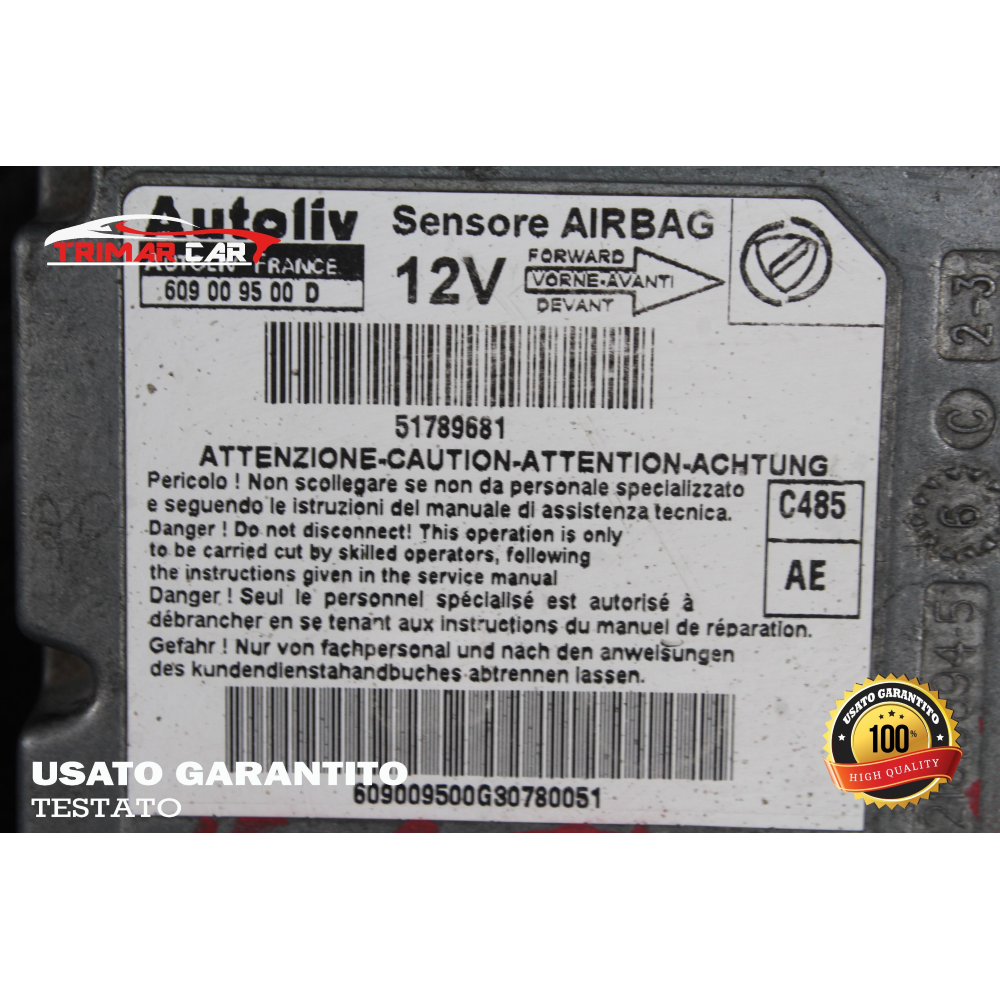 Autoliv Sensore AIRBAG
TRIMAR CAR
AUTOLIV FRANCE
609 00 95 00 D
12V
FORWARD
VORNE-AVANTI
DEVANT
2-3
C
51789681
ATTENZIONE-CAUTION-ATTENTION-ACHTUNG
Pericolo ! Non scollegare se non da personale specializzato
e seguendo le istruzioni del manuale di assistenza tecnica.
Danger ! Do not disconnect! This operation is only
to be carried cut by skilled operators, following
the instructions given in the service manual
Danger ! Seul le personnel spécialisé est autorisé à
débrancher en se tenant aux instructions du manuel de réparation.
Gefahr ! Nur von fachpersonal und nach den anweisungen
des kundendienstahandbuches abtrennen lassen.
C485
AE
6
609009500G30780051
USATO GARANTITO
TESTATO
USATO GARANTITO
100%
HIGH QUALITY